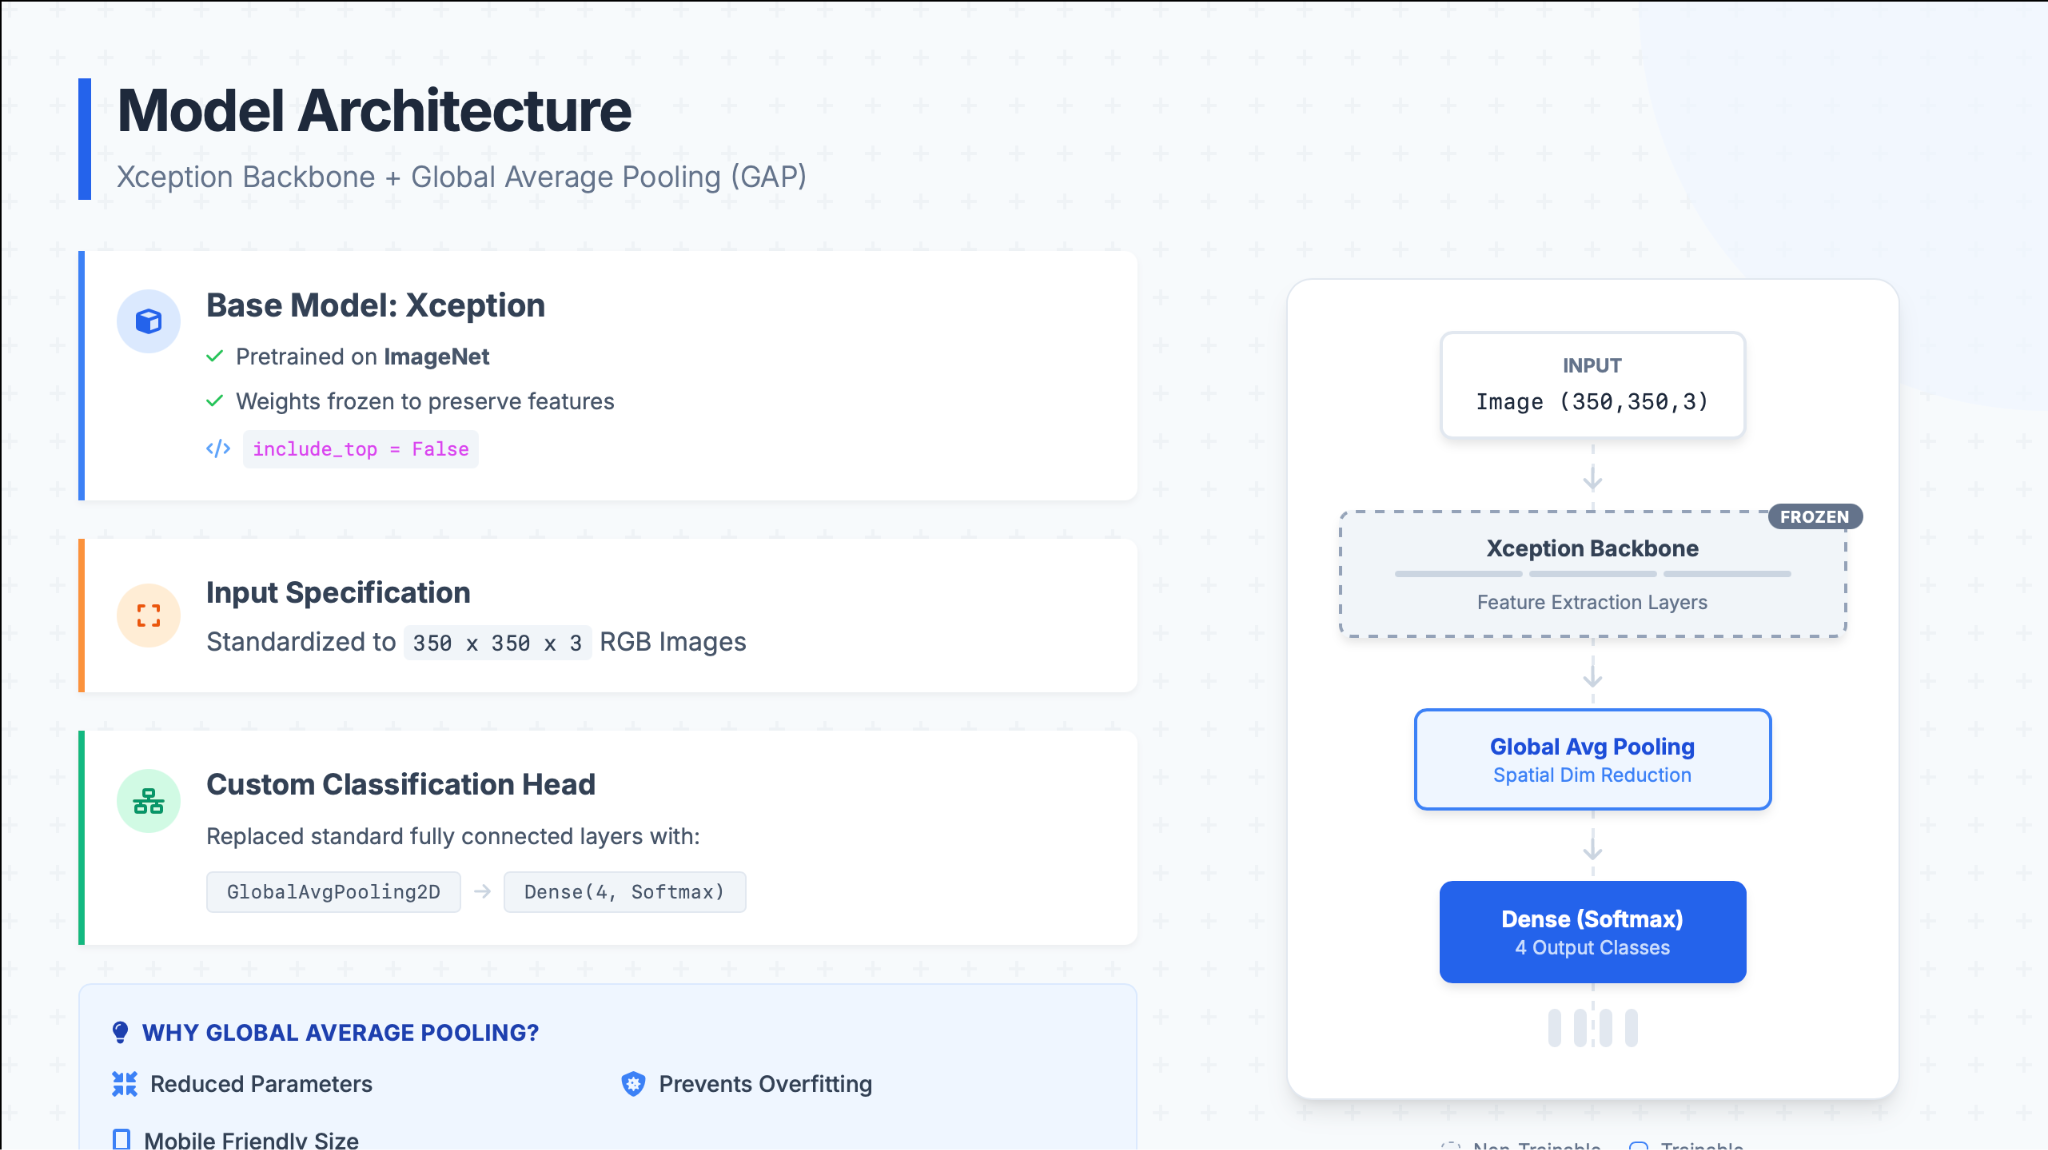 Model Architecture
Xception Backbone + Global Average Pooling (GAP)
Base Model: Xception
Pretrained on ImageNet
Weights frozen to preserve features
</> include_top = False
Input Specification
Standardized to 350 x 350 x 3 RGB Images
Custom Classification Head
Replaced standard fully connected layers with:
GlobalAvgPooling2D → Dense(4, Softmax)
WHY GLOBAL AVERAGE POOLING?
Reduced Parameters Prevents Overfitting
Mobile Friendly Size
INPUT
Image (350,350,3)
FROZEN
Xception Backbone
Feature Extraction Layers
Global Avg Pooling
Spatial Dim Reduction
Dense (Softmax)
4 Output Classes
Non-Trainable Trainable